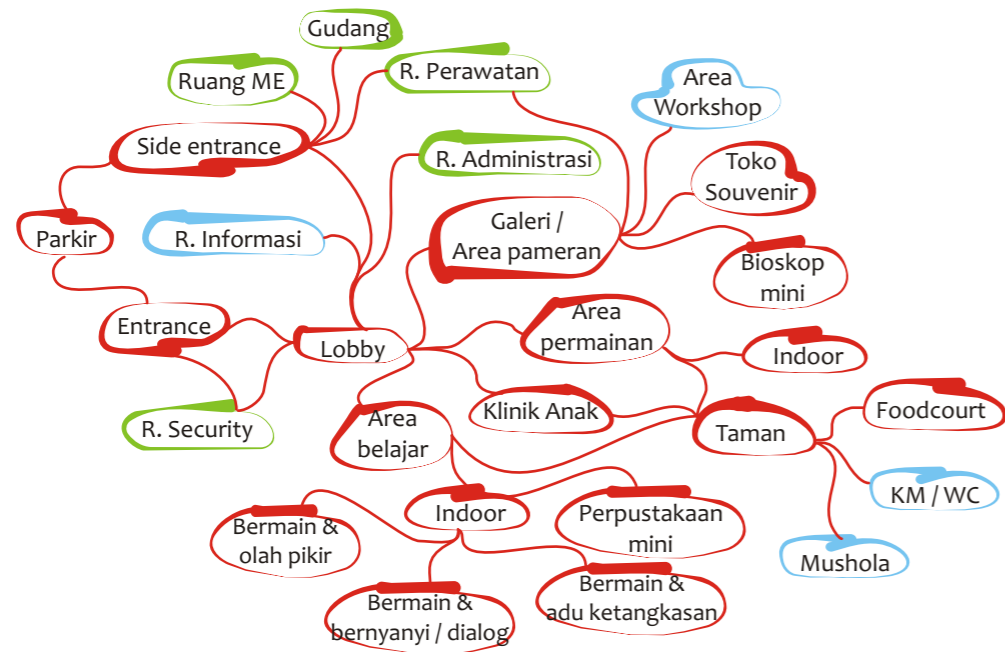 Gudang
Ruang ME
R. Perawatan
Area
Workshop
Side entrance
R. Administrasi
Toko
Souvenir
Parkir
R. Informasi
Galeri /
Area pameran
Bioskop
mini
Entrance
Lobby
Area
permainan
Indoor
R. Security
Area
belajar
Klinik Anak
Taman
Foodcourt
KM / WC
Mushola
Indoor
Perpustakaan
mini
Bermain &
olah pikir
Bermain &
bernyanyi / dialog
Bermain &
adu ketangkasan